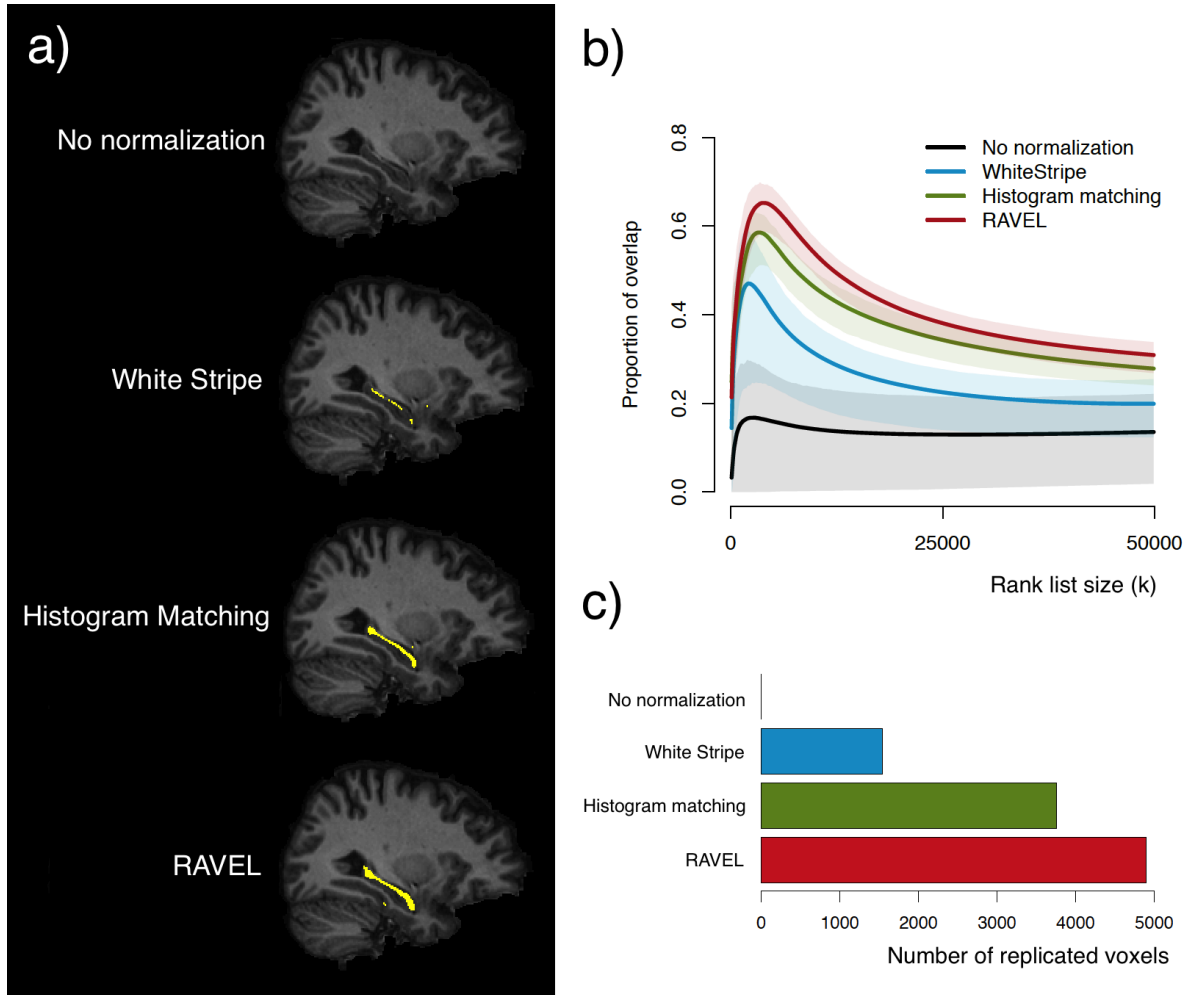 a)
No normalization
White Stripe
Histogram Matching
RAVEL
b)
Proportion of overlap
0.8
0.6
0.4
0.2
0.0
No normalization
WhiteStripe
Histogram matching
RAVEL
0 25000 50000
Rank list size (k)
c)
No normalization
White Stripe
Histogram matching
RAVEL
0 1000 2000 3000 4000 5000
Number of replicated voxels